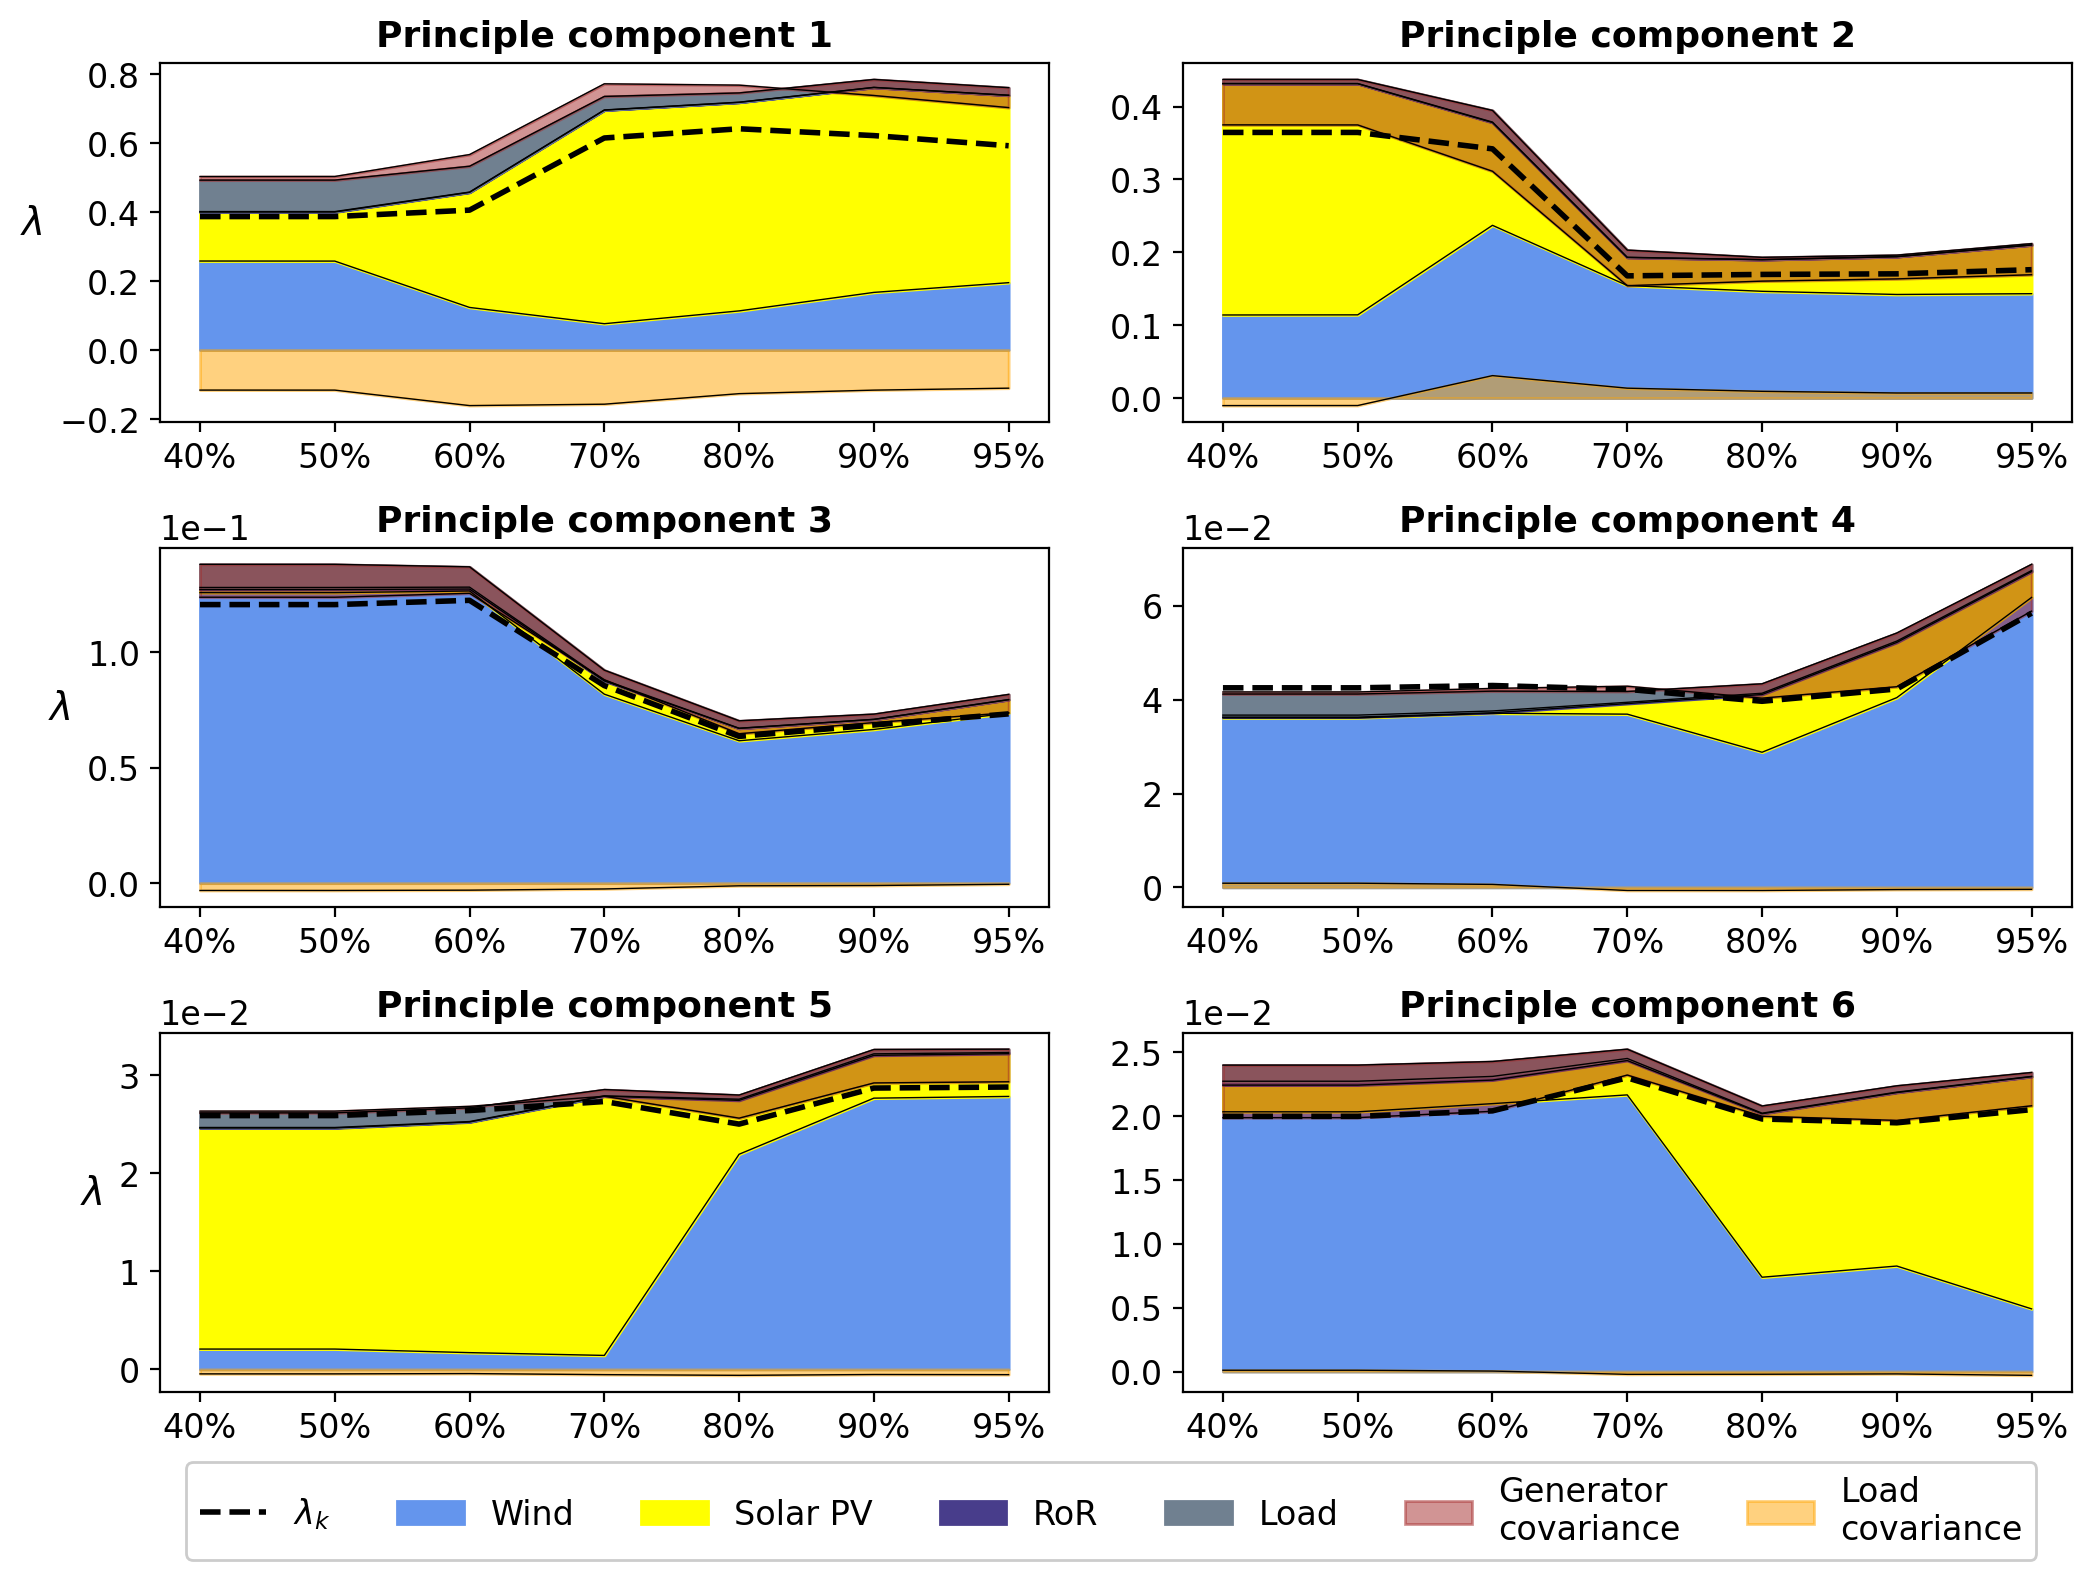 Principle component 1
Principle component 2
λ
0.8
0.6
0.4
0.2
0.0
−0.2
40% 50% 60% 70% 80% 90% 95%
0.4
0.3
0.2
0.1
0.0
40% 50% 60% 70% 80% 90% 95%
1e−1
Principle component 3
1e−2
Principle component 4
λ
1.0
0.5
0.0
40% 50% 60% 70% 80% 90% 95%
6
4
2
0
40% 50% 60% 70% 80% 90% 95%
1e−2
Principle component 5
1e−2
Principle component 6
λ
3
2
1
0
40% 50% 60% 70% 80% 90% 95%
2.5
2.0
1.5
1.0
0.5
0.0
40% 50% 60% 70% 80% 90% 95%
λk
Wind
Solar PV
RoR
Load
Generator
covariance
Load
covariance